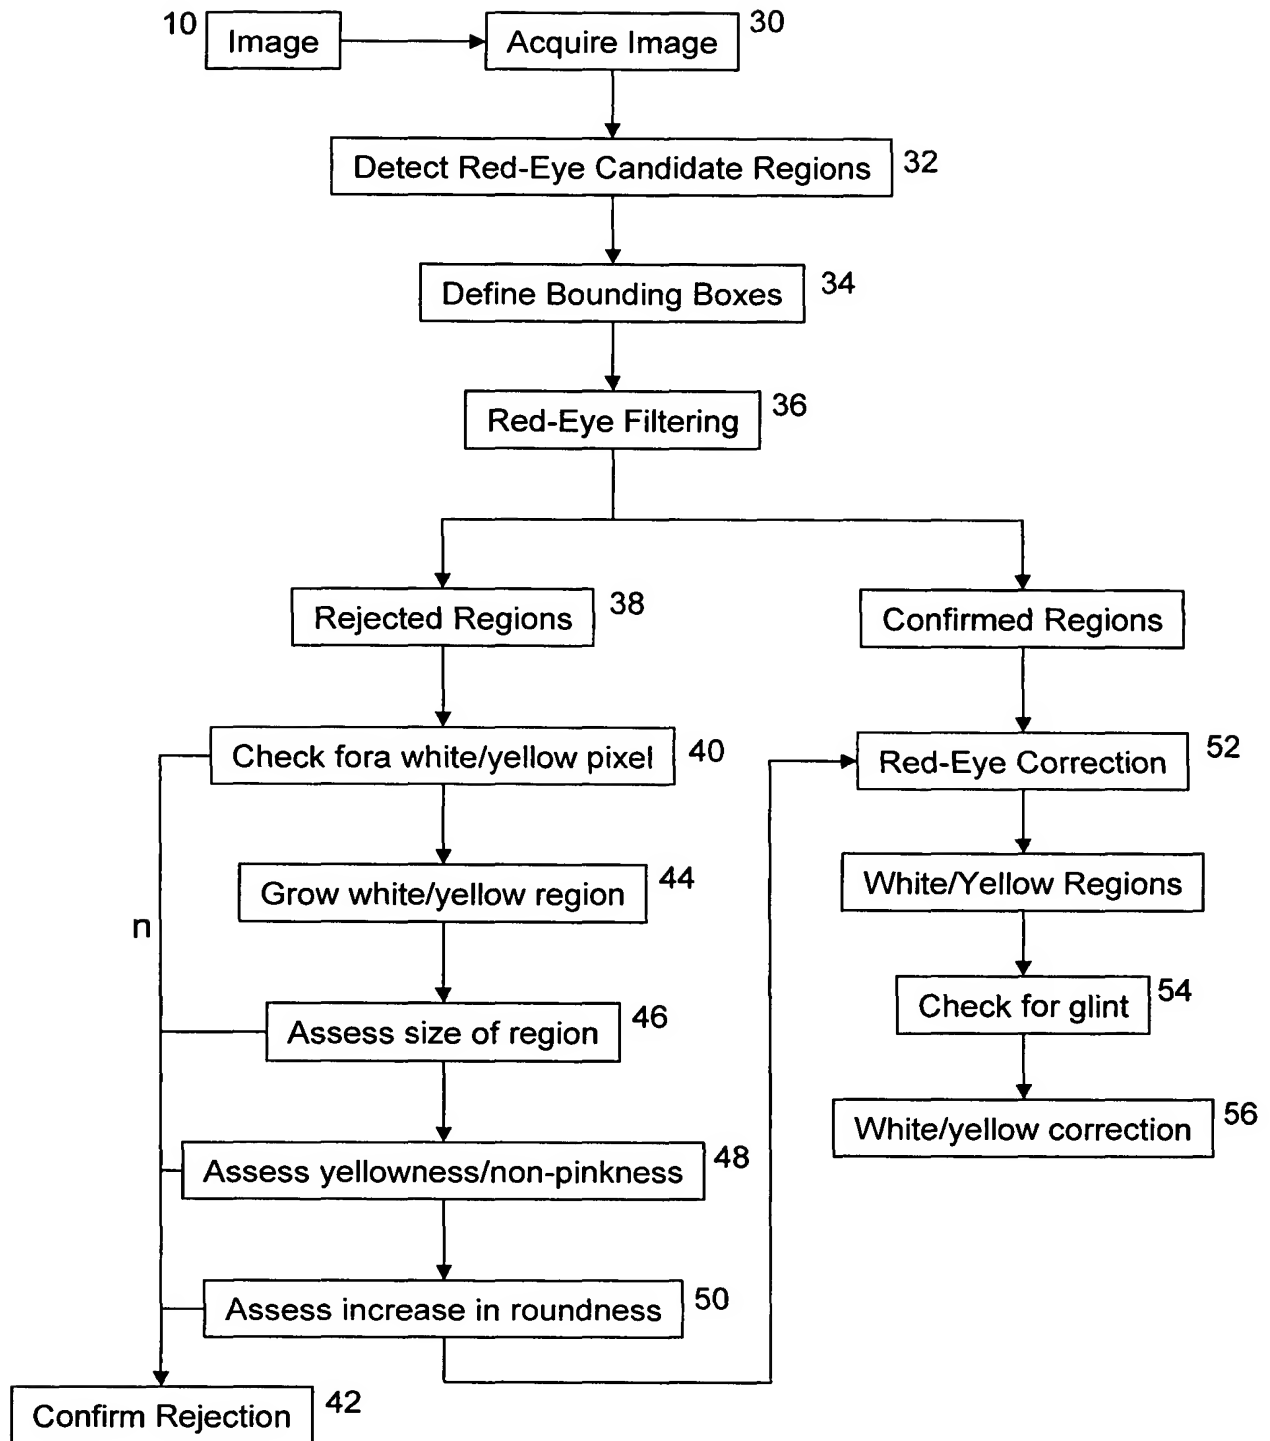 10 Image
Acquire Image 30
Detect Red-Eye Candidate Regions 32
Define Bounding Boxes 34
Red-Eye Filtering 36
Rejected Regions 38
Confirmed Regions
Check fora white/yellow pixel 40
Red-Eye Correction 52
Grow white/yellow region 44
White/Yellow Regions
n
Assess size of region 46
Check for glint 54
Assess yellowness/non-pinkness 48
White/yellow correction 56
Assess increase in roundness 50
Confirm Rejection 42